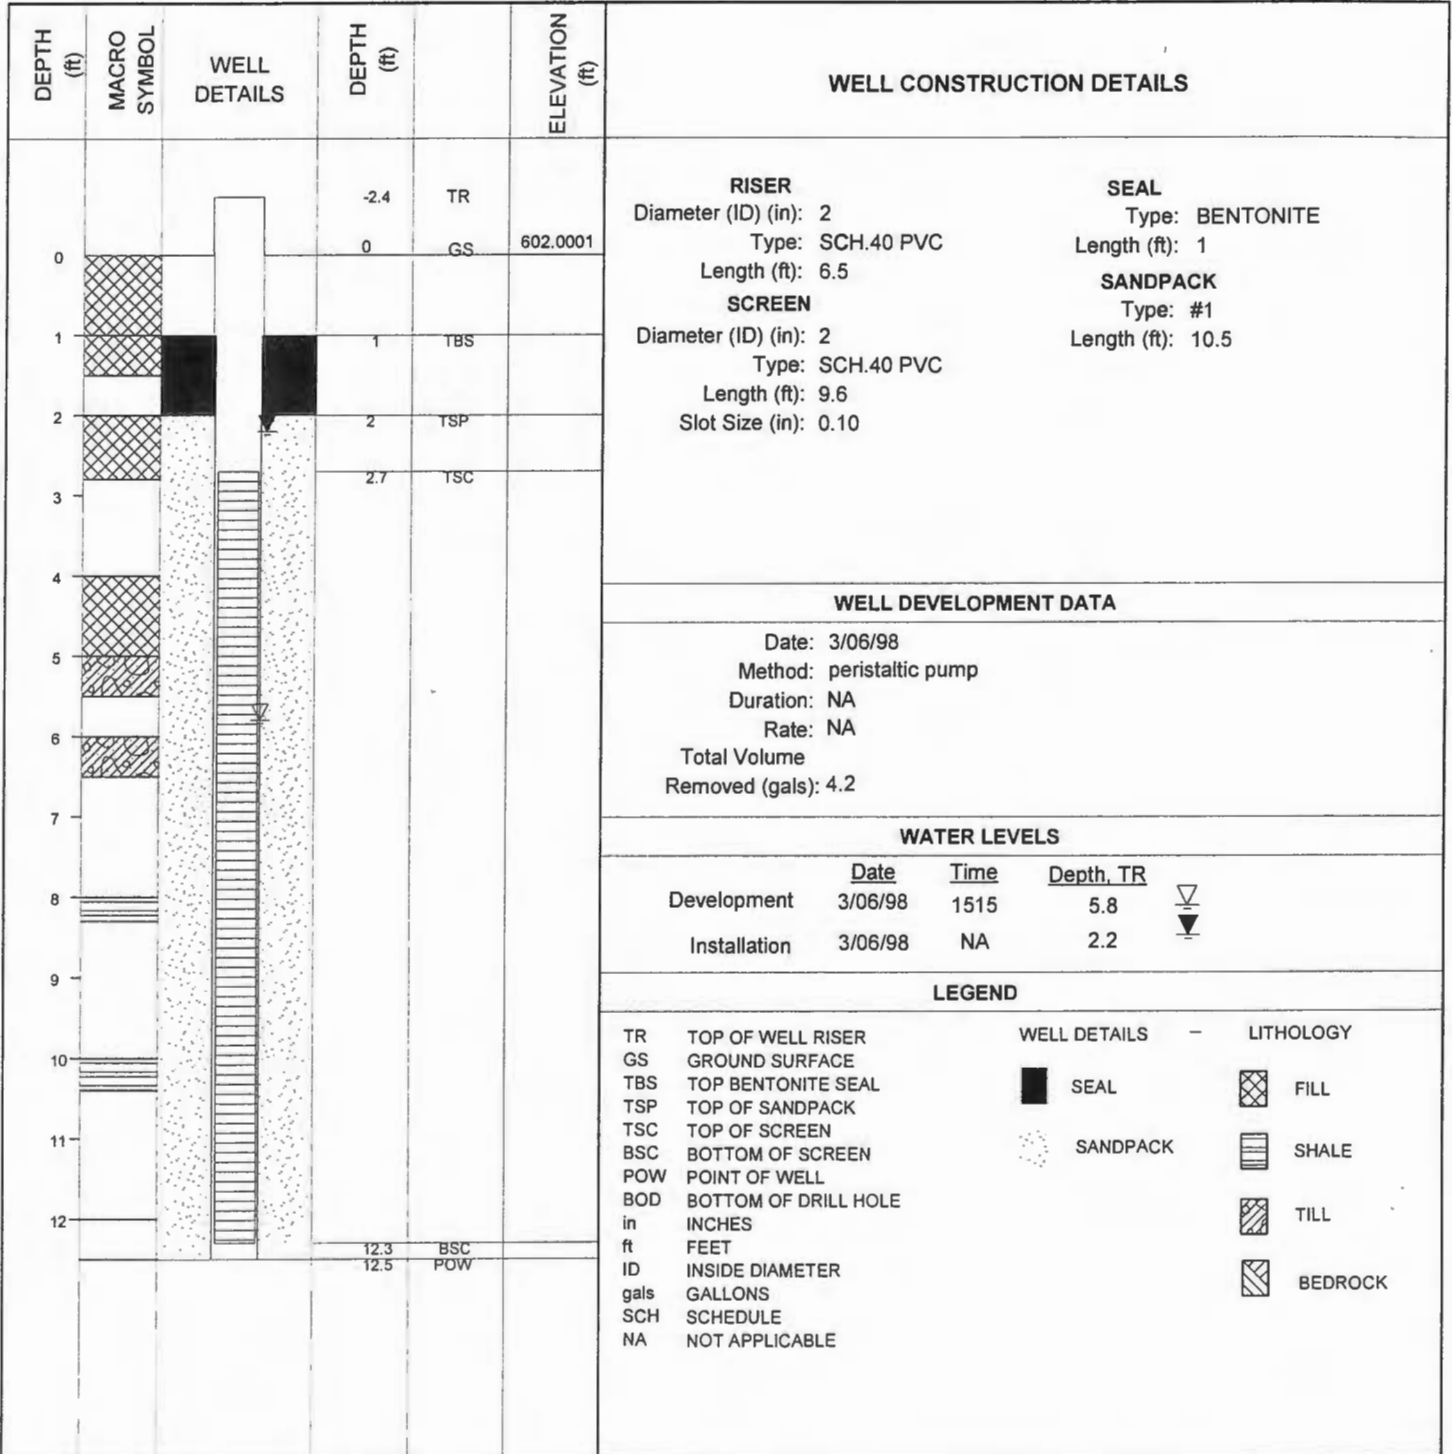 DEPTH (ft)
MACRO SYMBOL
WELL DETAILS
DEPTH (ft)
ELEVATION (ft)
-2.4 TR
0 GS 602.0001
0
1
1 TBS
2
2 TSP
2.7 TSC
3
4
5
6
7
8
9
10
11
12
12.3 BSC
12.5 POW
WELL CONSTRUCTION DETAILS
RISER
Diameter (ID) (in): 2
Type: SCH.40 PVC
Length (ft): 6.5
SCREEN
Diameter (ID) (in): 2
Type: SCH.40 PVC
Length (ft): 9.6
Slot Size (in): 0.10
SEAL
Type: BENTONITE
Length (ft): 1
SANDPACK
Type: #1
Length (ft): 10.5
WELL DEVELOPMENT DATA
Date: 3/06/98
Method: peristaltic pump
Duration: NA
Rate: NA
Total Volume
Removed (gals): 4.2
WATER LEVELS
Date Time Depth, TR
Development 3/06/98 1515 5.8
Installation 3/06/98 NA 2.2
LEGEND
TR TOP OF WELL RISER
GS GROUND SURFACE
TBS TOP BENTONITE SEAL
TSP TOP OF SANDPACK
TSC TOP OF SCREEN
BSC BOTTOM OF SCREEN
POW POINT OF WELL
BOD BOTTOM OF DRILL HOLE
in INCHES
ft FEET
ID INSIDE DIAMETER
gals GALLONS
SCH SCHEDULE
NA NOT APPLICABLE
WELL DETAILS – LITHOLOGY
SEAL
SANDPACK
FILL
SHALE
TILL
BEDROCK